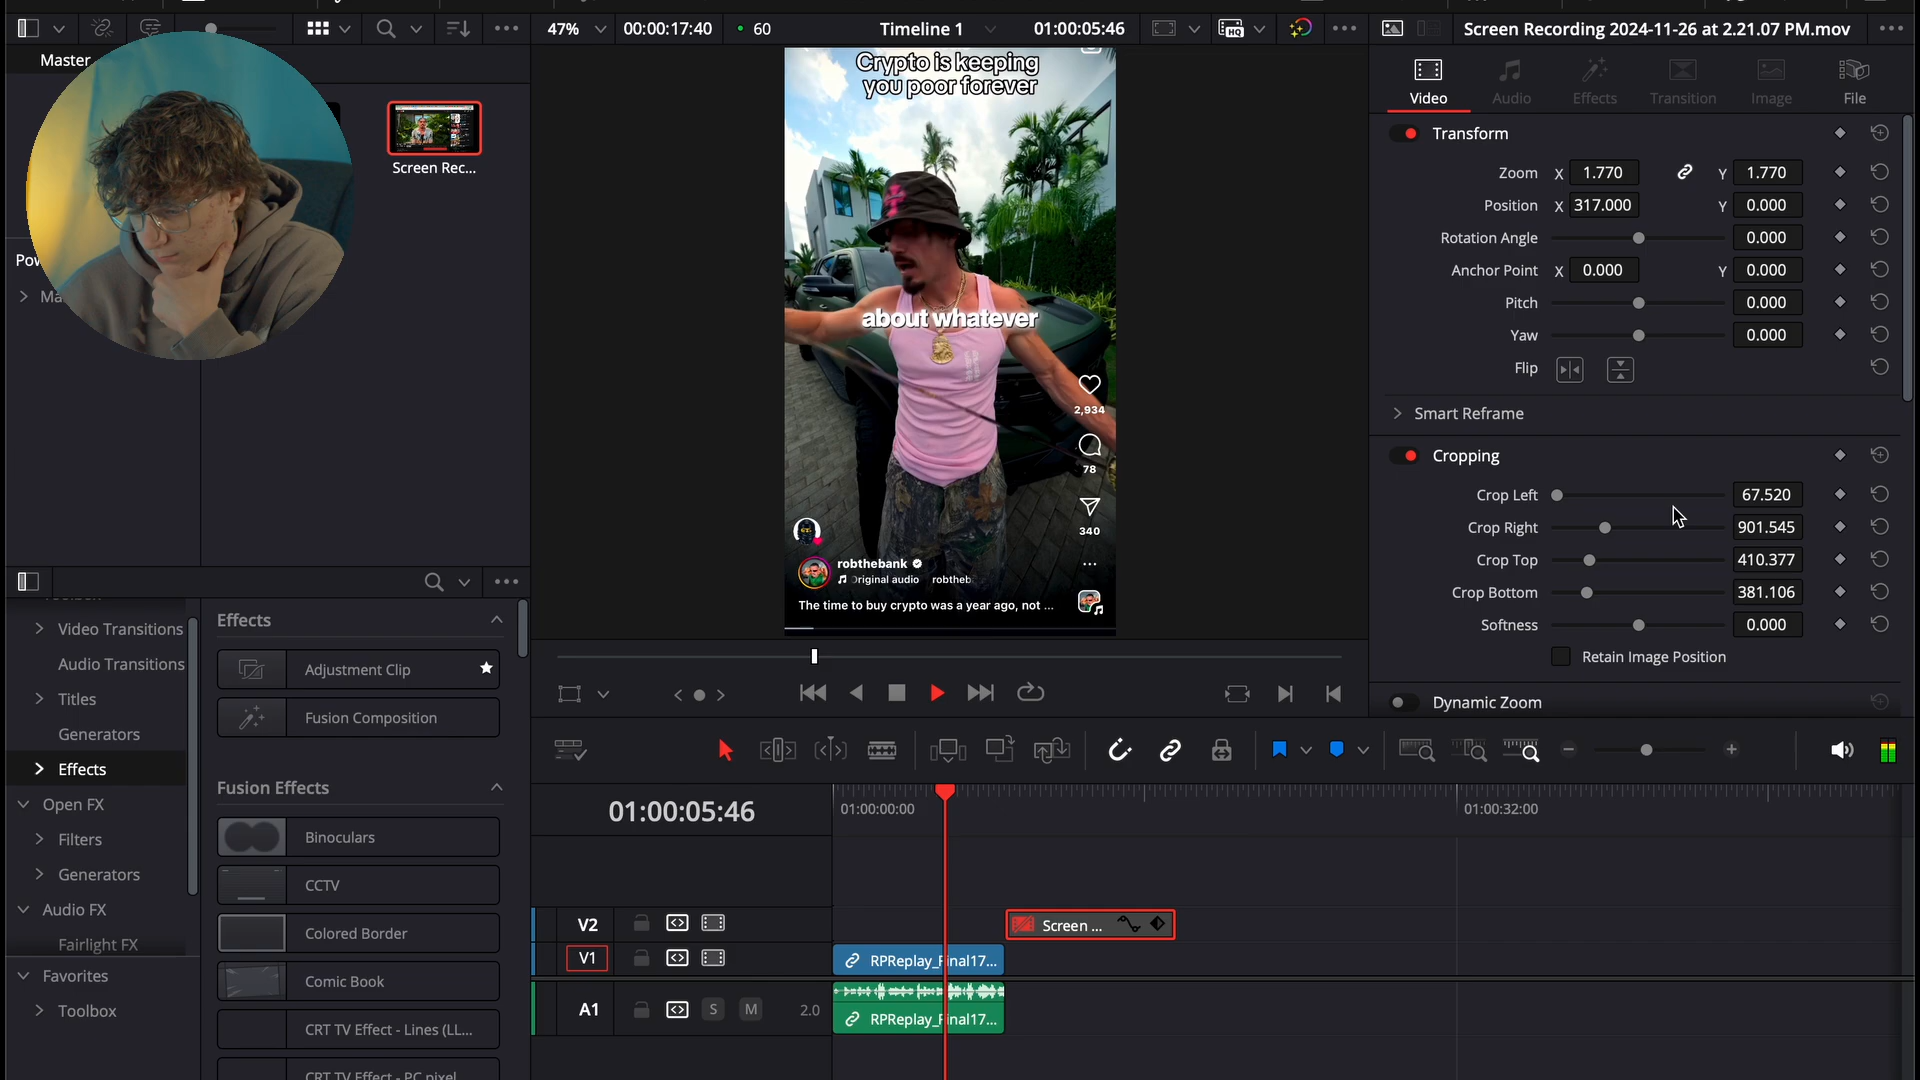 47%
00:00:17:40
60
Timeline 1
01:00:05:46
Screen Recording 2024-11-26 at 2.21.07 PM.mov
Master
Screen Rec...
Crypto is keeping
you poor forever
about whatever
2,934
78
340
robthebank
Original audio robtheb
The time to buy crypto was a year ago, not ...
Video
Audio
Effects
Transition
Image
File
Transform
Zoom X 1.770 Y 1.770
Position X 317.000 Y 0.000
Rotation Angle 0.000
Anchor Point X 0.000 Y 0.000
Pitch 0.000
Yaw 0.000
Flip
Smart Reframe
Cropping
Crop Left 67.520
Crop Right 901.545
Crop Top 410.377
Crop Bottom 381.106
Softness 0.000
Retain Image Position
Dynamic Zoom
Video Transitions
Audio Transitions
Titles
Generators
Effects
Open FX
Filters
Generators
Audio FX
Fairlight FX
Favorites
Toolbox
Effects
Adjustment Clip
Fusion Composition
Fusion Effects
Binoculars
CCTV
Colored Border
Comic Book
CRT TV Effect - Lines (LL...
CRT TV Effect - PC pixel
01:00:05:46
01:00:00:00
01:00:32:00
V2
Screen ...
V1
RPReplay_Final17...
A1
S
M
2.0
RPReplay_Final17...